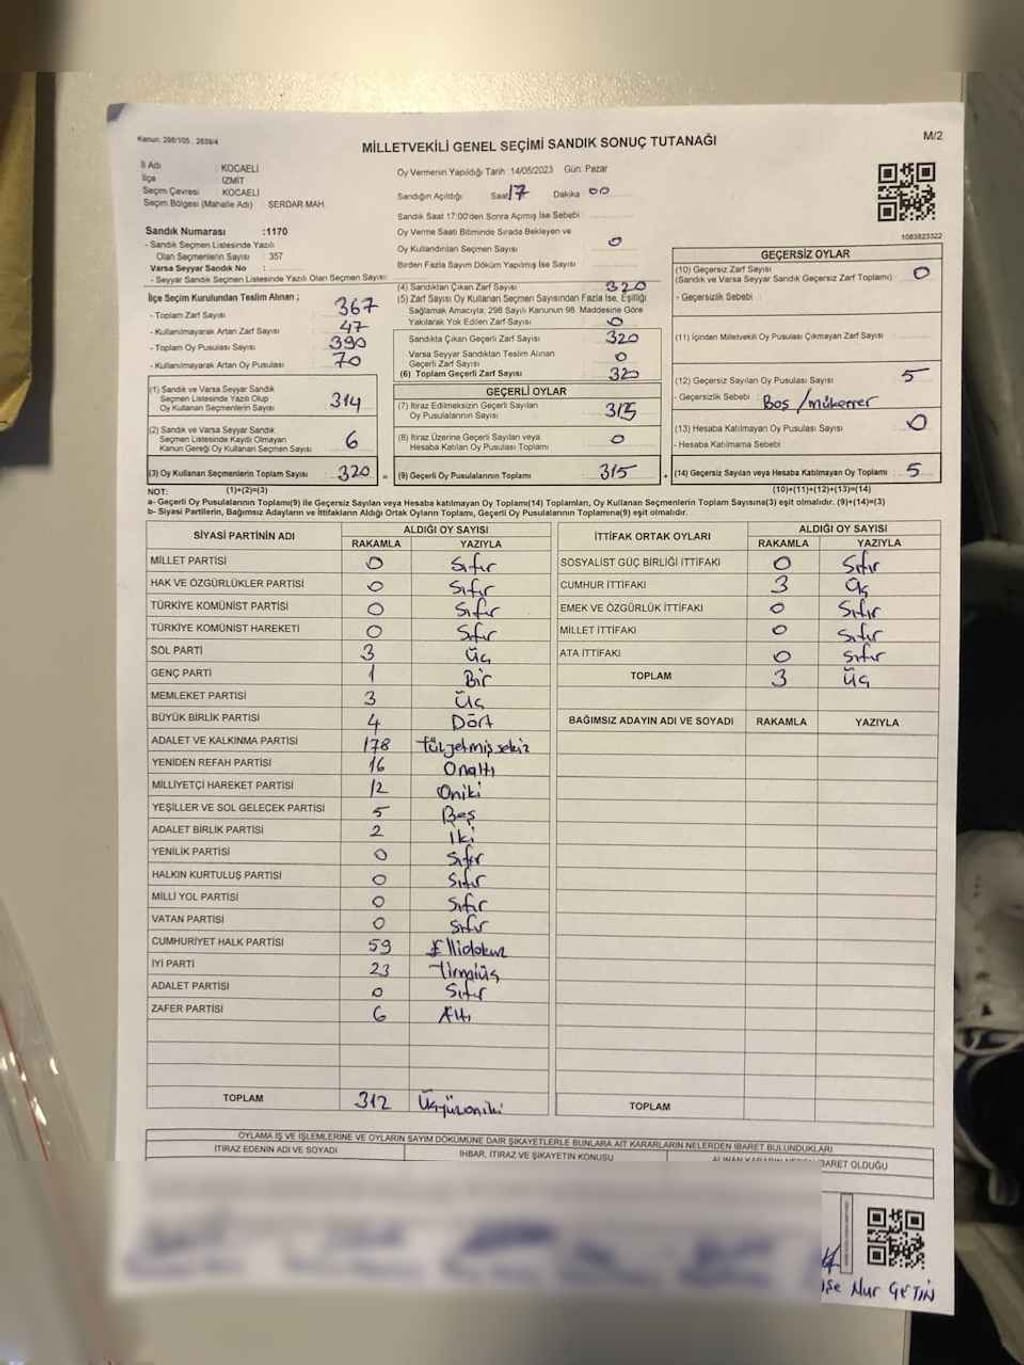 Kanun: 298/105, 2839/4
M/2
MİLLETVEKİLİ GENEL SEÇİMİ SANDIK SONUÇ TUTANAĞI
İl Adı : KOCAELİ
İlçe : İZMİT
Seçim Çevresi : KOCAELİ
Seçim Bölgesi (Mahalle Adı) : SERDAR MAH.
Sandık Numarası :1170
- Sandık Seçmen Listesinde Yazılı
Olan Seçmenlerin Sayısı : 357
Varsa Seyyar Sandık No :
- Seyyar Sandık Seçmen Listesinde Yazılı Olan Seçmen Sayısı:
İlçe Seçim Kurulundan Teslim Alınan ;
- Toplam Zarf Sayısı 367
- Kullanılmayarak Artan Zarf Sayısı 47
- Toplam Oy Pusulası Sayısı 390
- Kullanılmayarak Artan Oy Pusulası 70
(1) Sandık ve Varsa Seyyar Sandık
Seçmen Listesinde Yazılı Olup
Oy Kullanan Seçmenlerin Sayısı 314
(2) Sandık ve Varsa Seyyar Sandık
Seçmen Listesinde Kaydı Olmayan
Kanun Gereği Oy Kullanan Seçmen Sayısı 6
(3) Oy Kullanan Seçmenlerin Toplam Sayısı 320 =
Oy Vermenin Yapıldığı Tarih :14/05/2023 Gün: Pazar
Sandığın Açıldığı Saat 17 Dakika 00
Sandık Saat 17:00'den Sonra Açılmış İse Sebebi
Oy Verme Saati Bitiminde Sırada Bekleyen ve
Oy Kullandırılan Seçmen Sayısı 0
Birden Fazla Sayım Döküm Yapılmış İse Sayısı
(4) Sandıktan Çıkan Zarf Sayısı 320
(5) Zarf Sayısı Oy Kullanan Seçmen Sayısından Fazla İse, Eşitliği
Sağlamak Amacıyla, 298 Sayılı Kanunun 98. Maddesine Göre
Yakılarak Yok Edilen Zarf Sayısı 0
Sandıkta Çıkan Geçerli Zarf Sayısı 320
Varsa Seyyar Sandıktan Teslim Alınan
Geçerli Zarf Sayısı 0
(6) Toplam Geçerli Zarf Sayısı 320
GEÇERLİ OYLAR
(7) İtiraz Edilmeksizin Geçerli Sayılan
Oy Pusulalarının Sayısı 315
(8) İtiraz Üzerine Geçerli Sayılan veya
Hesaba Katılan Oy Pusulası Toplamı 0
(9) Geçerli Oy Pusulalarının Toplamı 315 +
1083823322
GEÇERSİZ OYLAR
(10) Geçersiz Zarf Sayısı
(Sandık ve Varsa Seyyar Sandık Geçersiz Zarf Toplamı) 0
- Geçersizlik Sebebi
(11) İçinden Milletvekili Oy Pusulası Çıkmayan Zarf Sayısı
(12) Geçersiz Sayılan Oy Pusulası Sayısı 5
- Geçersizlik Sebebi Boş /mükerrer
(13) Hesaba Katılmayan Oy Pusulası Sayısı 0
- Hesaba Katılmama Sebebi
(14) Geçersiz Sayılan veya Hesaba Katılmayan Oy Toplamı 5
NOT: (1)+(2)=(3) (10)+(11)+(12)+(13)=(14)
a- Geçerli Oy Pusulalarının Toplamı(9) ile Geçersiz Sayılan veya Hesaba katılmayan Oy Toplamı(14) Toplamları, Oy Kullanan Seçmenlerin Toplam Sayısına(3) eşit olmalıdır. (9)+(14)=(3)
b- Siyasi Partilerin, Bağımsız Adayların ve İttifakların Aldığı Oyların Toplamı, Geçerli Oy Pusulalarının Toplamına(9) eşit olmalıdır.
SİYASİ PARTİNİN ADI ALDIĞI OY SAYISI
RAKAMLA YAZIYLA
MİLLET PARTİSİ 0 Sıfır
HAK VE ÖZGÜRLÜKLER PARTİSİ 0 Sıfır
TÜRKİYE KOMÜNİST PARTİSİ 0 Sıfır
TÜRKİYE KOMÜNİST HAREKETİ 0 Sıfır
SOL PARTİ 3 Üç
GENÇ PARTİ 1 Bir
MEMLEKET PARTİSİ 3 Üç
BÜYÜK BİRLİK PARTİSİ 4 Dört
ADALET VE KALKINMA PARTİSİ 178
YENİDEN REFAH PARTİSİ 16 Onaltı
MİLLİYETÇİ HAREKET PARTİSİ 12 Oniki
YEŞİLLER VE SOL GELECEK PARTİSİ 5 Beş
ADALET BİRLİK PARTİSİ 2 İki
YENİLİK PARTİSİ 0 Sıfır
HALKIN KURTULUŞ PARTİSİ 0 Sıfır
MİLLİ YOL PARTİSİ 0 Sıfır
VATAN PARTİSİ 0 Sıfır
CUMHURİYET HALK PARTİSİ 59 Ellidokuz
İYİ PARTİ 23 Yirmiüç
ADALET PARTİSİ 0 Sıfır
ZAFER PARTİSİ 6 Altı
TOPLAM 312 Üçyüzoniki
İTTİFAK ORTAK OYLARI ALDIĞI OY SAYISI
RAKAMLA YAZIYLA
SOSYALİST GÜÇ BİRLİĞİ İTTİFAKI 0 Sıfır
CUMHUR İTTİFAKI 3 Üç
EMEK VE ÖZGÜRLÜK İTTİFAKI 0 Sıfır
MİLLET İTTİFAKI 0 Sıfır
ATA İTTİFAKI 0 Sıfır
TOPLAM 3 Üç
BAĞIMSIZ ADAYIN ADI VE SOYADI RAKAMLA YAZIYLA
TOPLAM
OYLAMA İŞ VE İŞLEMLERİNE VE OYLARIN SAYIM DÖKÜMÜNE DAİR ŞİKAYETLERLE BUNLARA AİT KARARLARIN NELERDEN İBARET BULUNDUKLARI
İTİRAZ EDENİN ADI VE SOYADI İHBAR, İTİRAZ VE ŞİKAYETİN KONUSU OLDUĞU
Nur ÇETİN